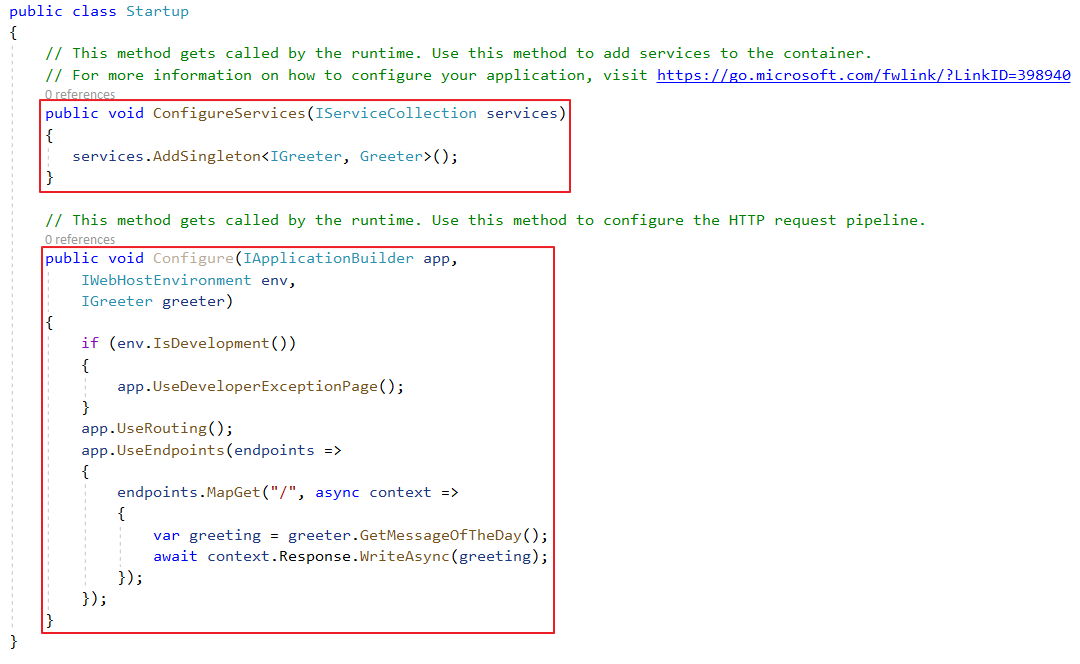 public class Startup
{
// This method gets called by the runtime. Use this method to add services to the container.
// For more information on how to configure your application, visit https://go.microsoft.com/fwlink/?LinkID=398940
0 references
public void ConfigureServices(IServiceCollection services)
{
services.AddSingleton<IGreeter, Greeter>();
}
// This method gets called by the runtime. Use this method to configure the HTTP request pipeline.
0 references
public void Configure(IApplicationBuilder app,
IWebHostEnvironment env,
IGreeter greeter)
{
if (env.IsDevelopment())
{
app.UseDeveloperExceptionPage();
}
app.UseRouting();
app.UseEndpoints(endpoints =>
{
endpoints.MapGet("/", async context =>
{
var greeting = greeter.GetMessageOfTheDay();
await context.Response.WriteAsync(greeting);
});
});
}
}